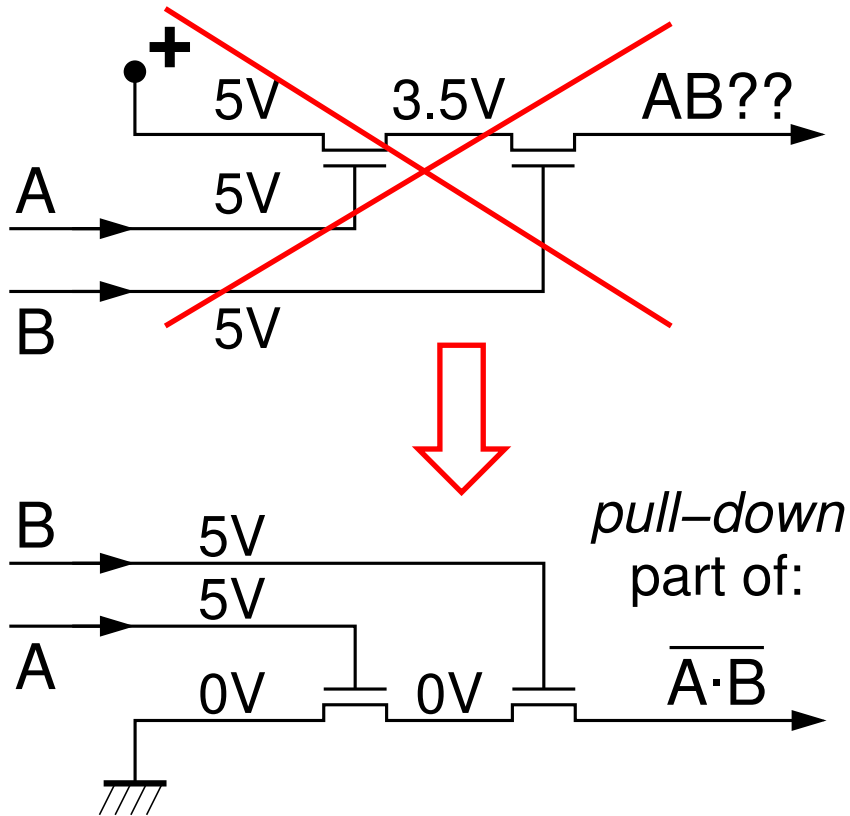 +
5V 3.5V AB??
A 5V
B 5V
B 5V
A 5V
0V 0V
pull–down
part of:
A·B